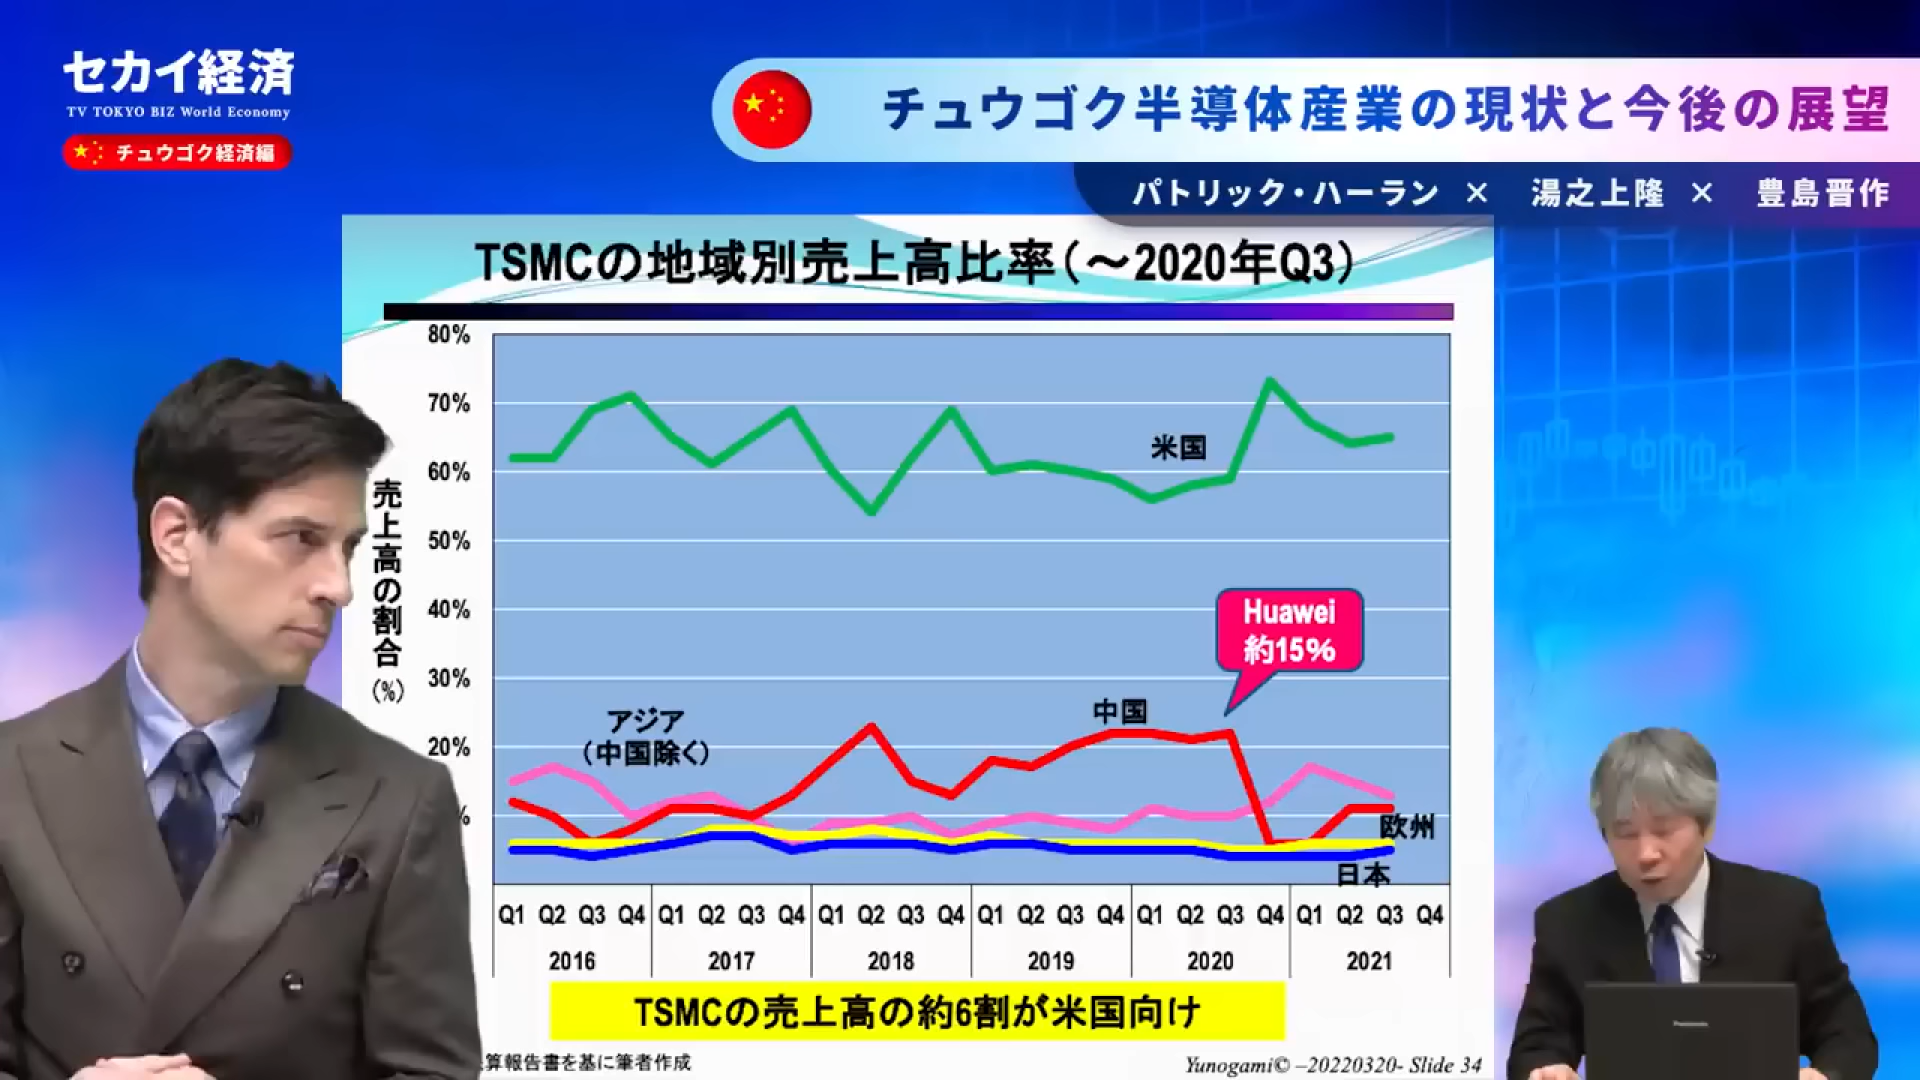 セカイ経済
TV TOKYO BIZ World Economy
チュウゴク経済編
チュウゴク半導体産業の現状と今後の展望
パトリック・ハーラン × 湯之上隆 × 豊島晋作
TSMCの地域別売上高比率(～2020年Q3)
売上高の割合(%)
80%
70%
60%
50%
40%
30%
20%
%
米国
Huawei
約15%
中国
アジア
(中国除く)
欧州
日本
Q1 Q2 Q3 Q4 Q1 Q2 Q3 Q4 Q1 Q2 Q3 Q4 Q1 Q2 Q3 Q4 Q1 Q2 Q3 Q4 Q1 Q2 Q3 Q4
2016 2017 2018 2019 2020 2021
TSMCの売上高の約6割が米国向け
算報告書を基に筆者作成
Yunogami© –20220320- Slide 34
Panasonic